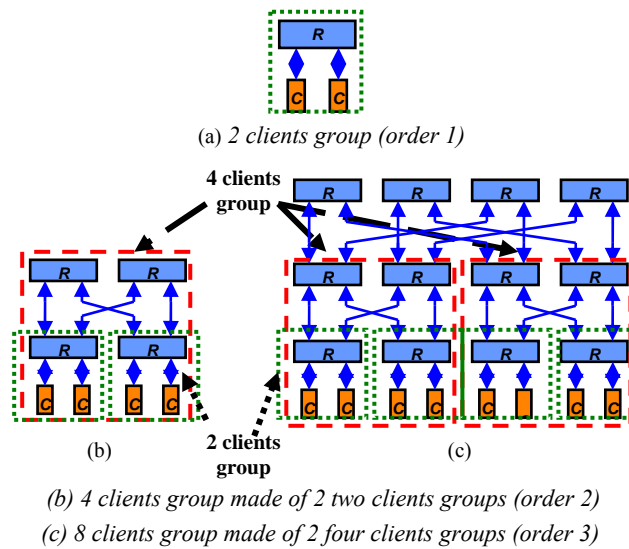 R
C C
(a) 2 clients group (order 1)
4 clients
group
R R R R
R R
R R R R
R R
R R R R
C C C C
C C C C C C C
2 clients
group
(b)
(c)
(b) 4 clients group made of 2 two clients groups (order 2)
(c) 8 clients group made of 2 four clients groups (order 3)